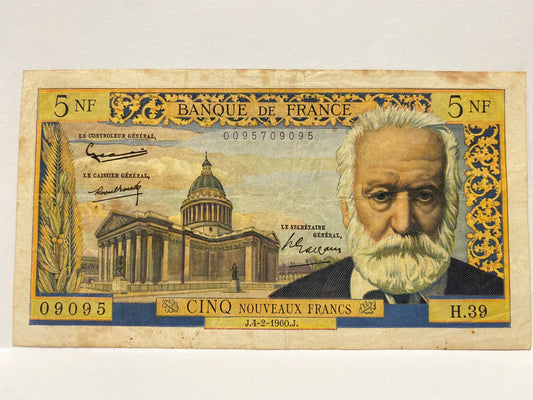 5 NF BANQUE DE FRANCE 5 NF
0095709095
LE CONTROLEUR GÉNÉRAL,
LE CAISSIER GÉNÉRAL,
LE SECRÉTAIRE
GÉNÉRAL,
09095 CINQ NOUVEAUX FRANCS H.39
J.4-2-1960.J.